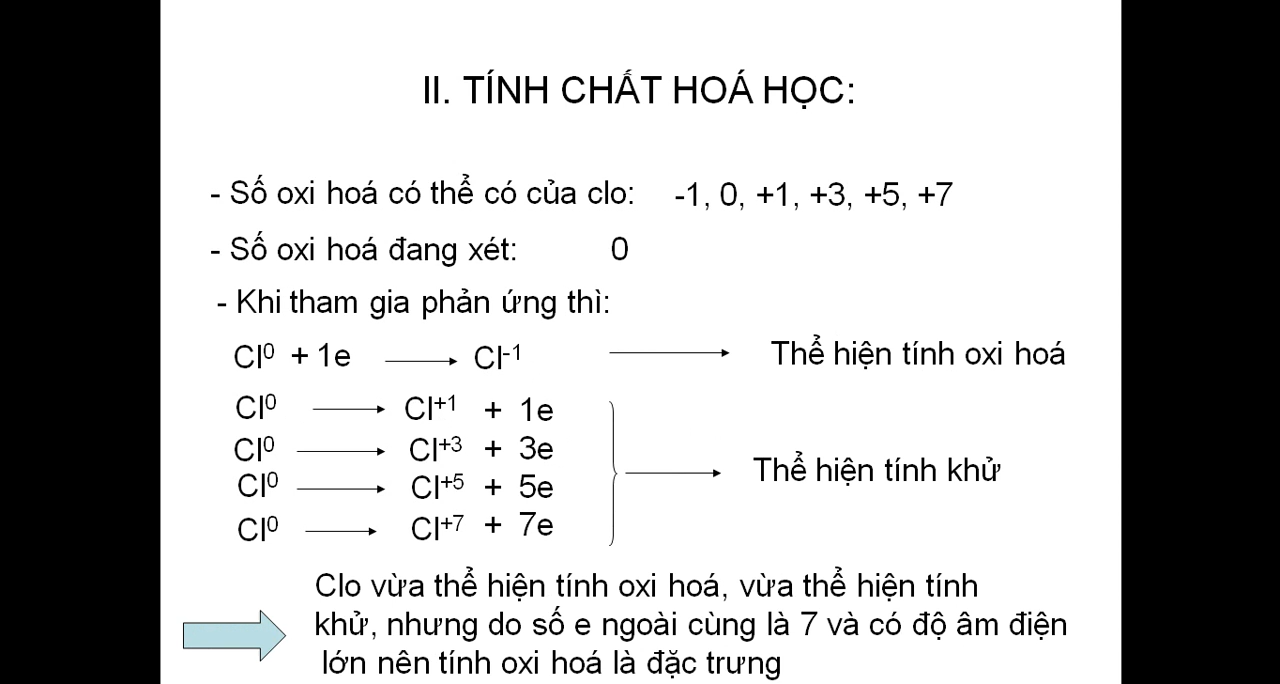 II. TÍNH CHẤT HOÁ HỌC:
- Số oxi hoá có thể có của clo: -1, 0, +1, +3, +5, +7
- Số oxi hoá đang xét: 0
- Khi tham gia phản ứng thì:
Cl⁰ + 1e → Cl⁻¹ → Thể hiện tính oxi hoá
Cl⁰ → Cl⁺¹ + 1e
Cl⁰ → Cl⁺³ + 3e
Cl⁰ → Cl⁺⁵ + 5e
Cl⁰ → Cl⁺⁷ + 7e
→ Thể hiện tính khử
Clo vừa thể hiện tính oxi hoá, vừa thể hiện tính
khử, nhưng do số e ngoài cùng là 7 và có độ âm điện
lớn nên tính oxi hoá là đặc trưng